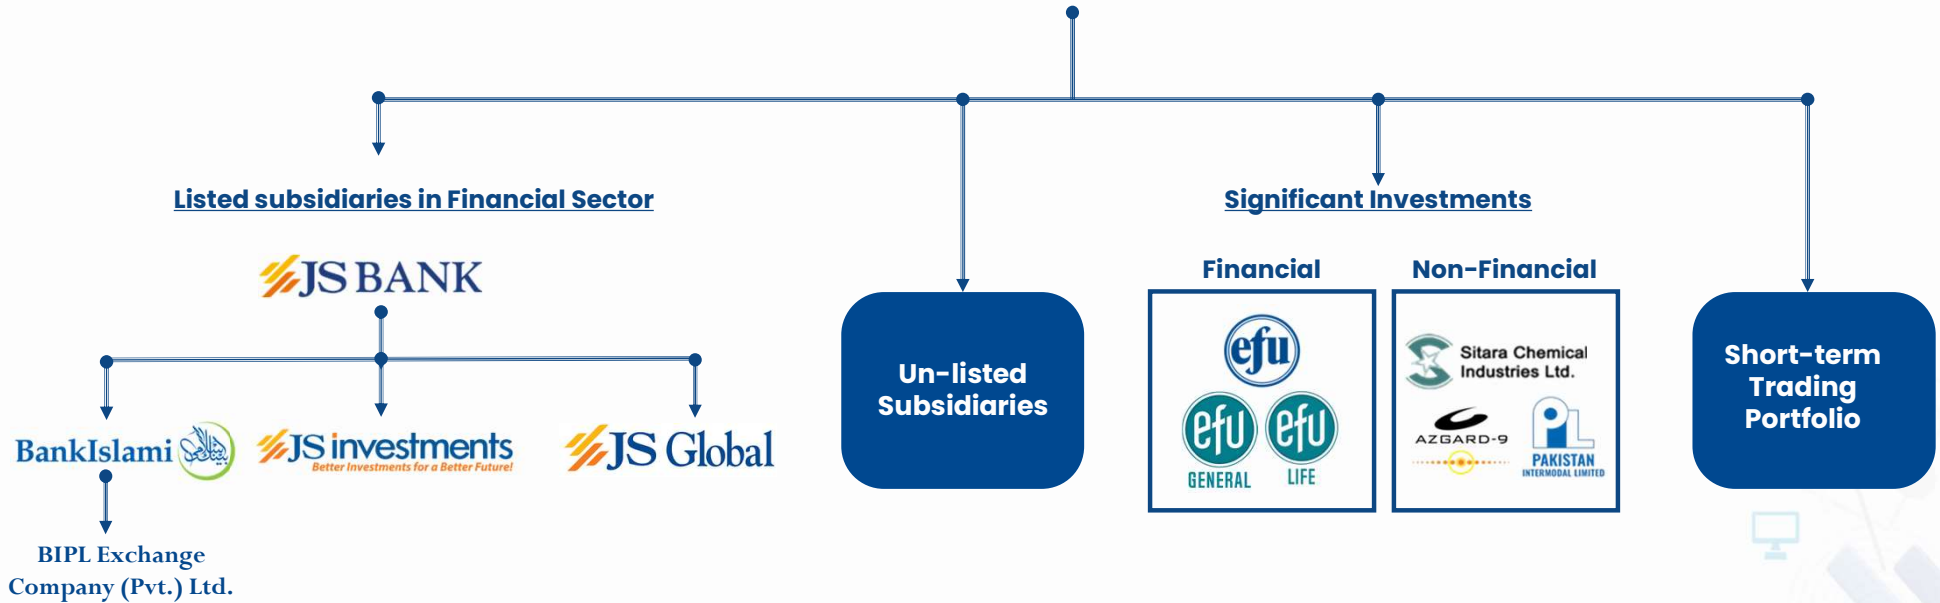 Listed subsidiaries in Financial Sector
JS BANK
BankIslami
JS investments
Better Investments for a Better Future!
JS Global
BIPL Exchange
Company (Pvt.) Ltd.
Un-listed
Subsidiaries
Significant Investments
Financial
efu
efu
GENERAL
efu
LIFE
Non-Financial
Sitara Chemical
Industries Ltd.
AZGARD-9
PAKISTAN
INTERMODAL LIMITED
Short-term
Trading
Portfolio